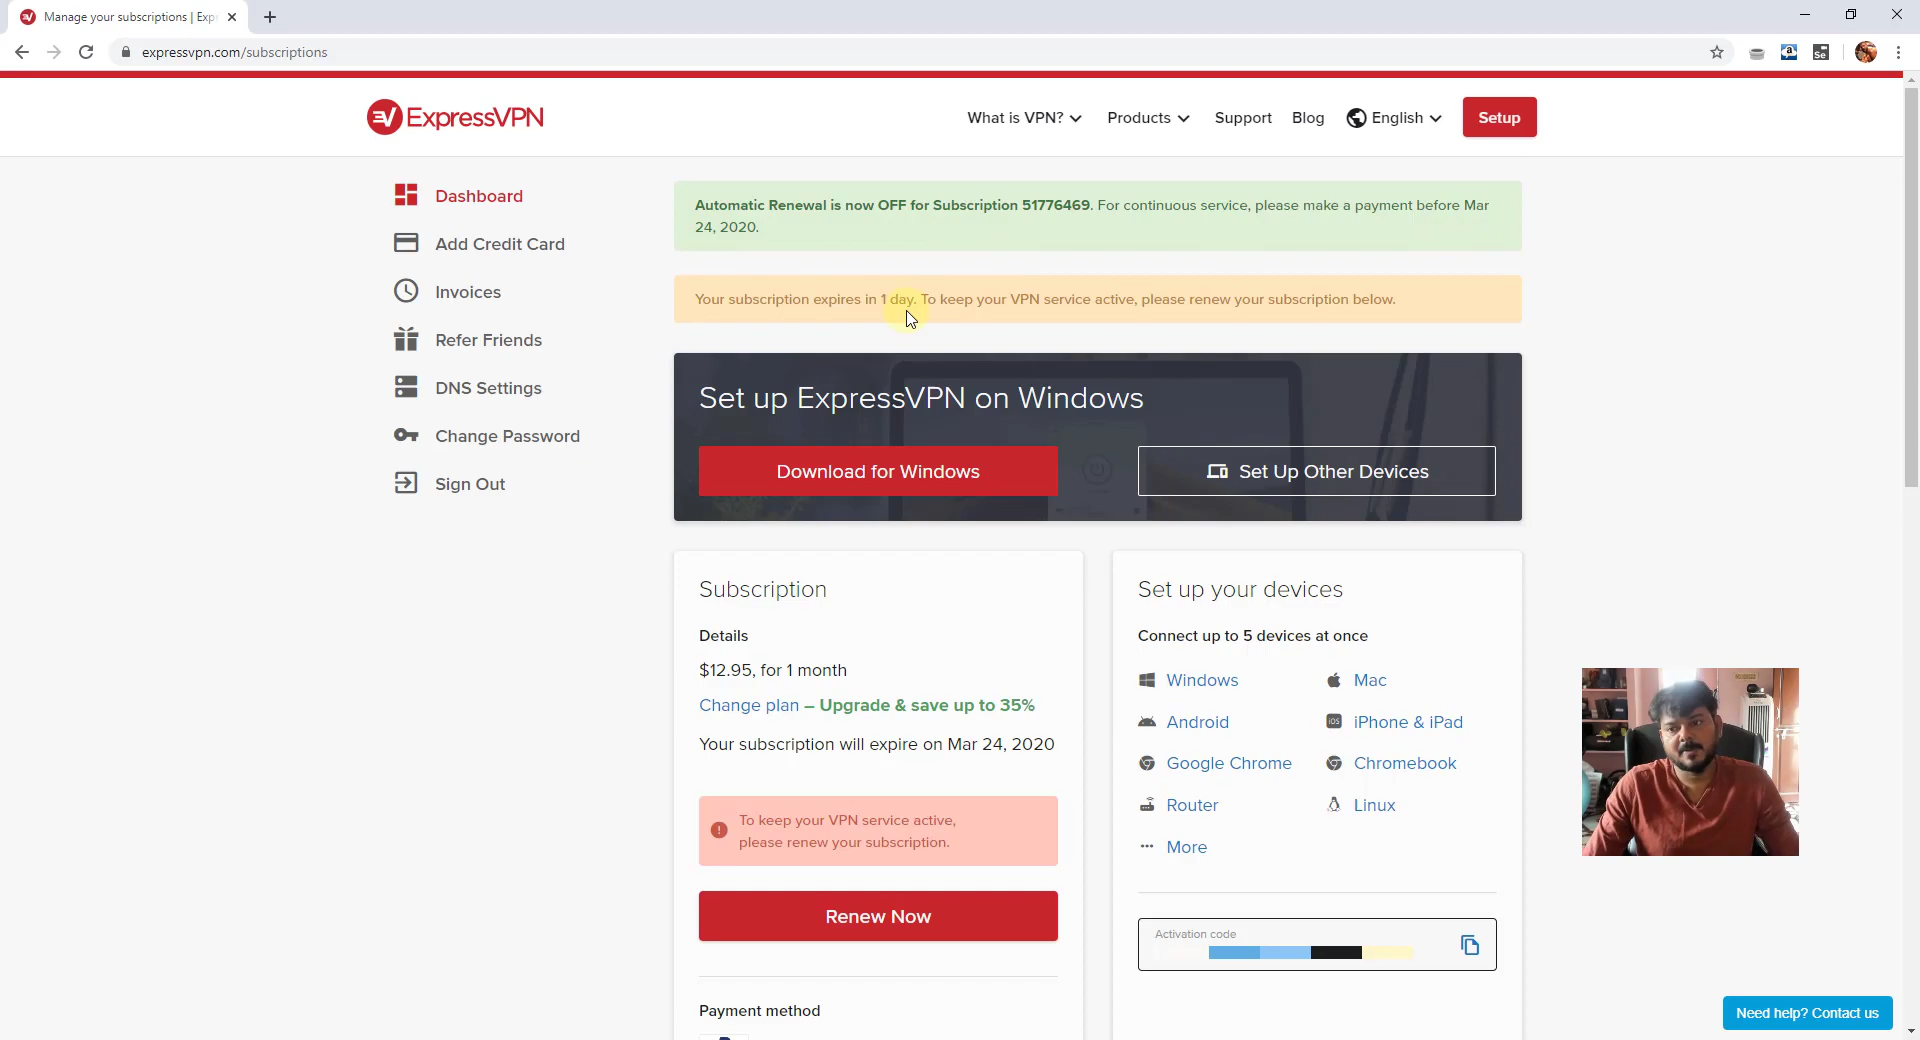 Manage your subscriptions | Exp
expressvpn.com/subscriptions
a
Se
ExpressVPN
What is VPN?
Products
Support
Blog
English
Setup
Dashboard
Add Credit Card
Invoices
Refer Friends
DNS Settings
Change Password
Sign Out
Automatic Renewal is now OFF for Subscription 51776469. For continuous service, please make a payment before Mar
24, 2020.
Your subscription expires in 1 day. To keep your VPN service active, please renew your subscription below.
Set up ExpressVPN on Windows
Download for Windows
Set Up Other Devices
Subscription
Details
$12.95, for 1 month
Change plan – Upgrade & save up to 35%
Your subscription will expire on Mar 24, 2020
To keep your VPN service active,
please renew your subscription.
Renew Now
Payment method
Set up your devices
Connect up to 5 devices at once
Windows
Mac
Android
iOS
iPhone & iPad
Google Chrome
Chromebook
Router
Linux
More
Activation code
Need help? Contact us